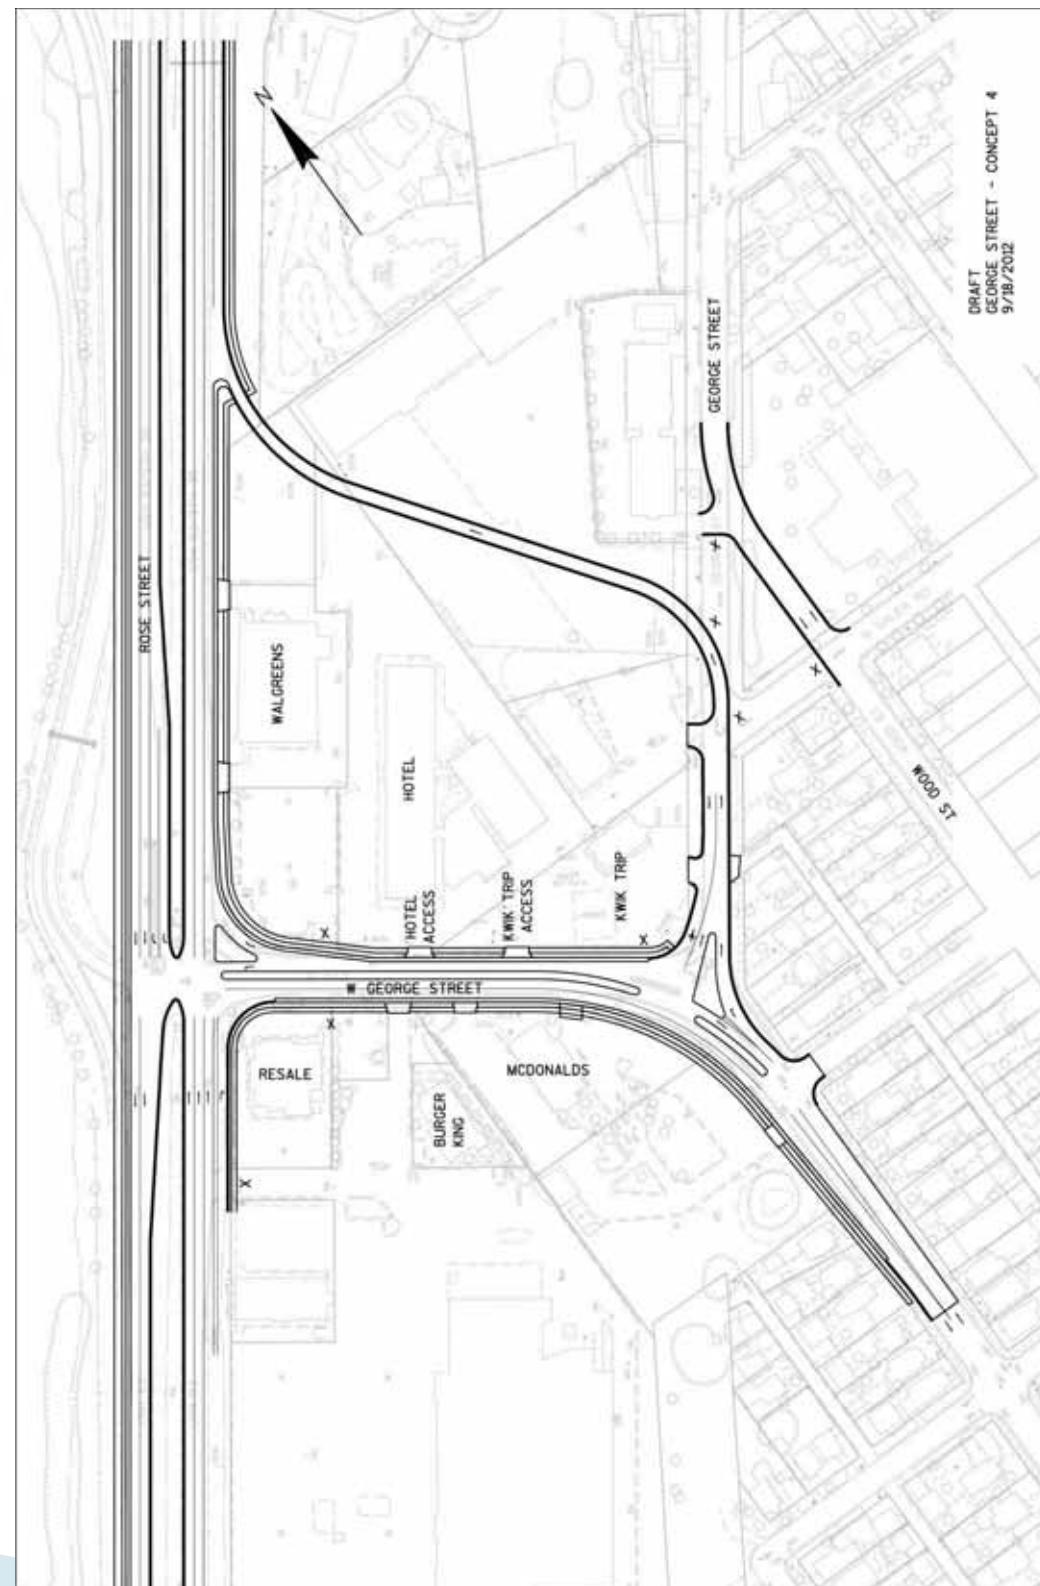 N
DRAFT
GEORGE STREET - CONCEPT 4
9/18/2012
GEORGE STREET
ROSE STREET
WALGREENS
HOTEL
WOOD ST
HOTEL
ACCESS
KWIK TRIP
ACCESS
KWIK TRIP
W GEORGE STREET
RESALE
MCDONALDS
BURGER
KING